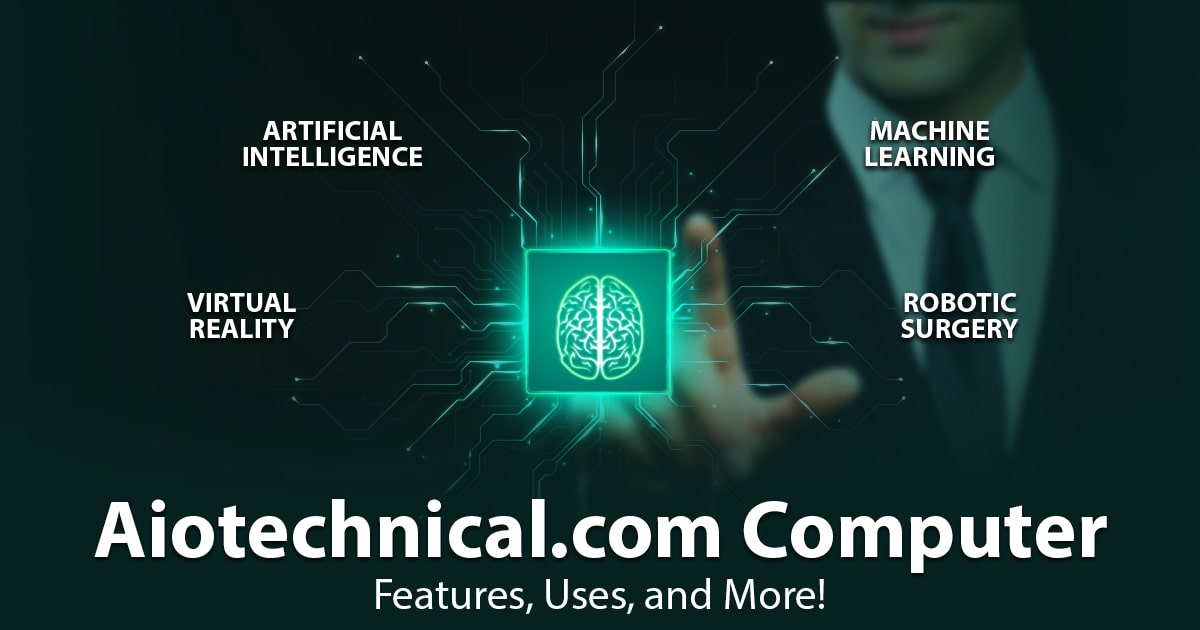 ARTIFICIAL
INTELLIGENCE
MACHINE
LEARNING
VIRTUAL
REALITY
ROBOTIC
SURGERY
Aiotechnical.com Computer
Features, Uses, and More!